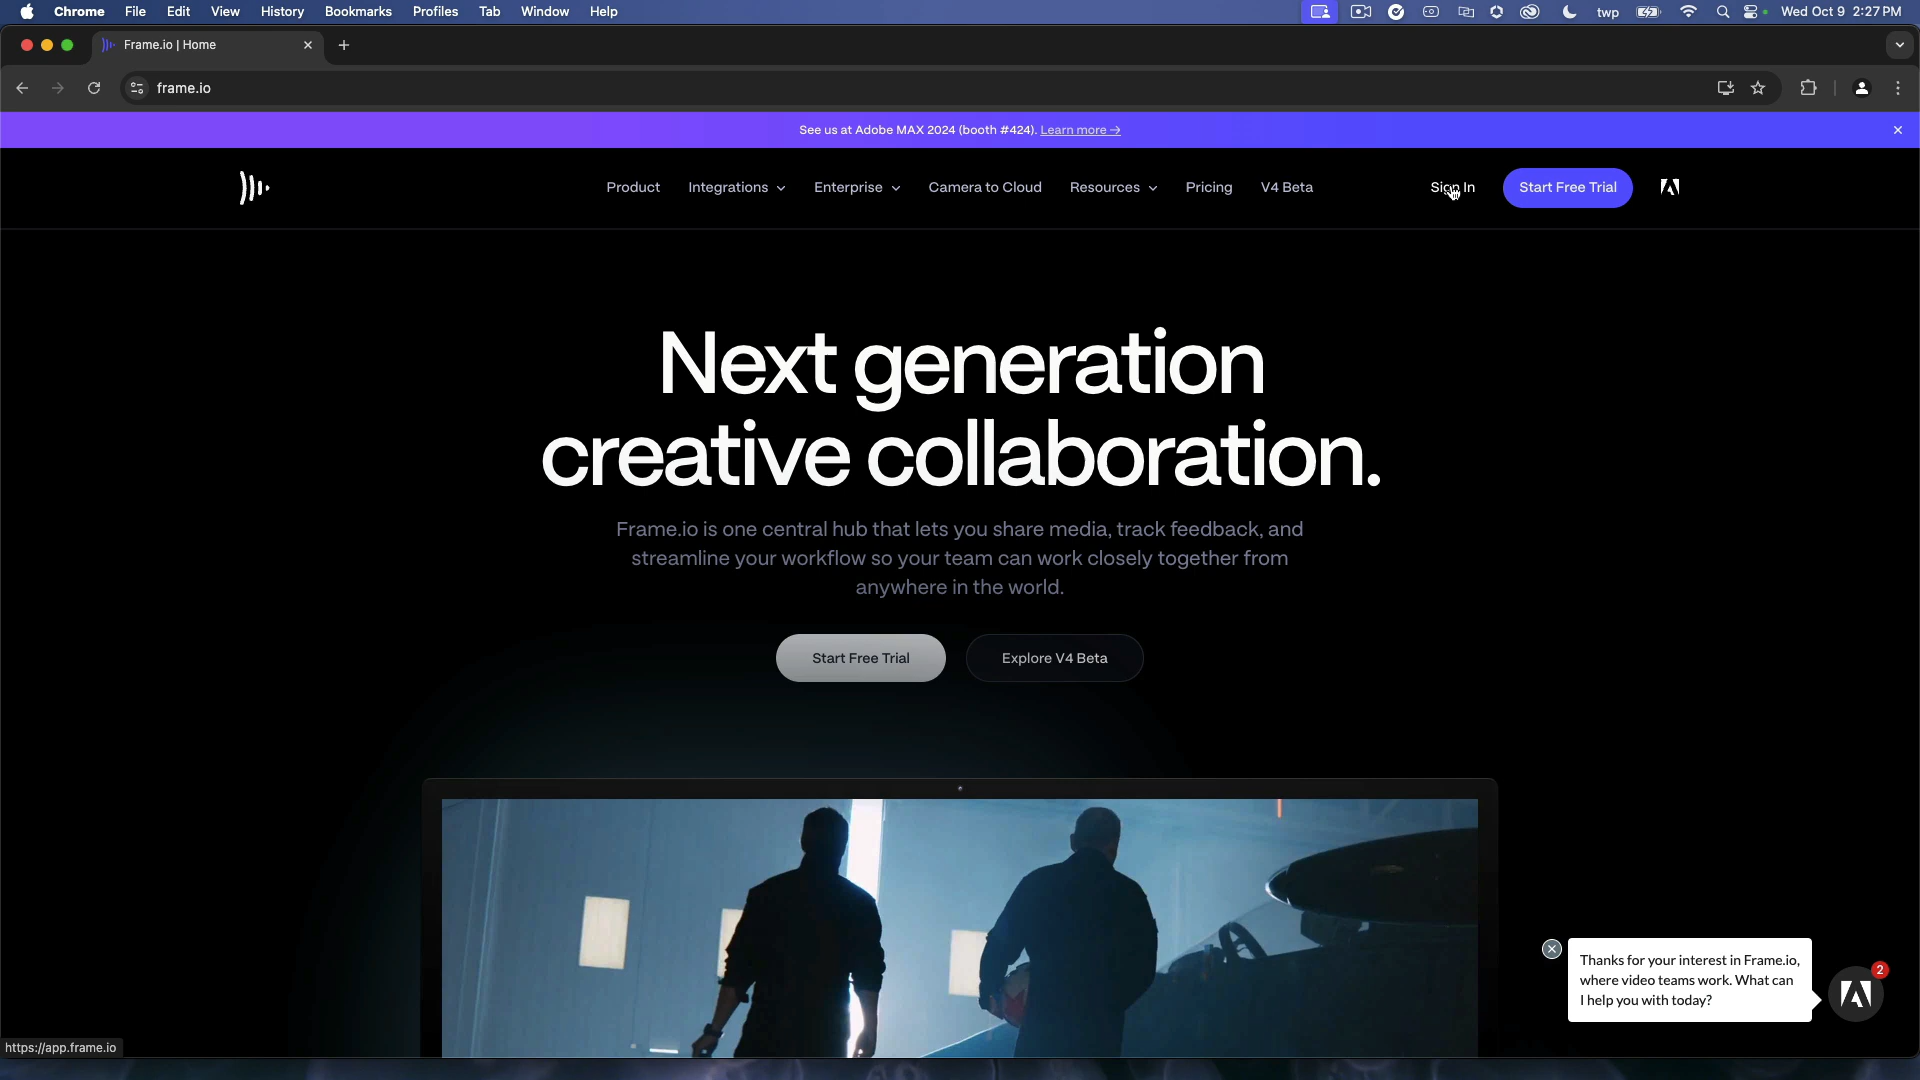 Chrome File Edit View History Bookmarks Profiles Tab Window Help twp Wed Oct 9 2:27 PM
Frame.io | Home
frame.io
See us at Adobe MAX 2024 (booth #424). Learn more →
Product Integrations Enterprise Camera to Cloud Resources Pricing V4 Beta Sign In Start Free Trial
Next generation
creative collaboration.
Frame.io is one central hub that lets you share media, track feedback, and
streamline your workflow so your team can work closely together from
anywhere in the world.
Start Free Trial Explore V4 Beta
Thanks for your interest in Frame.io,
where video teams work. What can
I help you with today?
2
https://app.frame.io